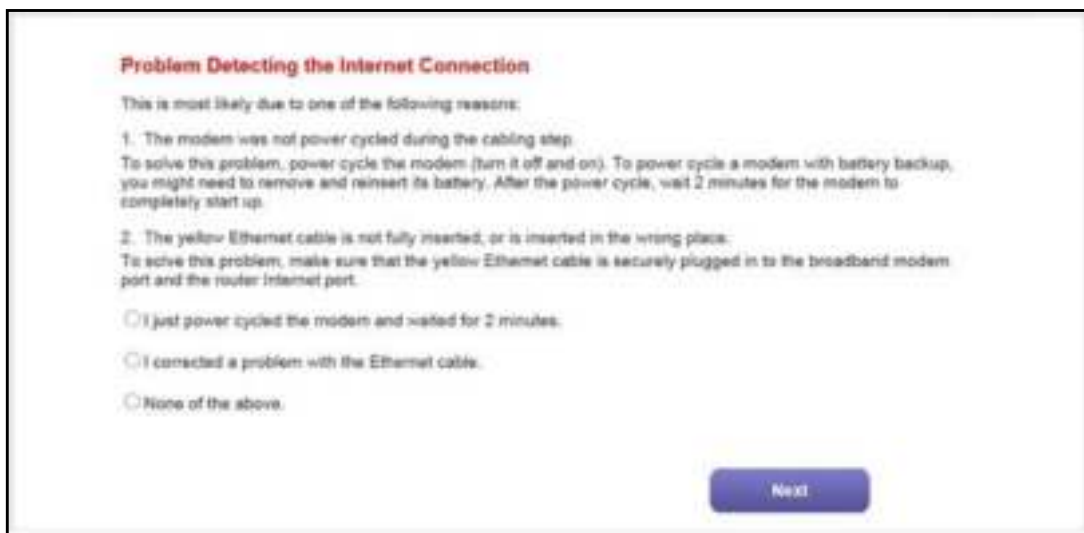 Problem Detecting the Internet Connection
This is most likely due to one of the following reasons:
1. The modem was not power cycled during the cabling step.
To solve this problem, power cycle the modem (turn it off and on). To power cycle a modem with battery backup,
you might need to remove and reinsert its battery. After the power cycle, wait 2 minutes for the modem to
completely start up.
2. The yellow Ethernet cable is not fully inserted, or is inserted in the wrong place.
To solve this problem, make sure that the yellow Ethernet cable is securely plugged in to the broadband modem
port and the router Internet port.
I just power cycled the modem and waited for 2 minutes.
I corrected a problem with the Ethernet cable.
None of the above.
Next